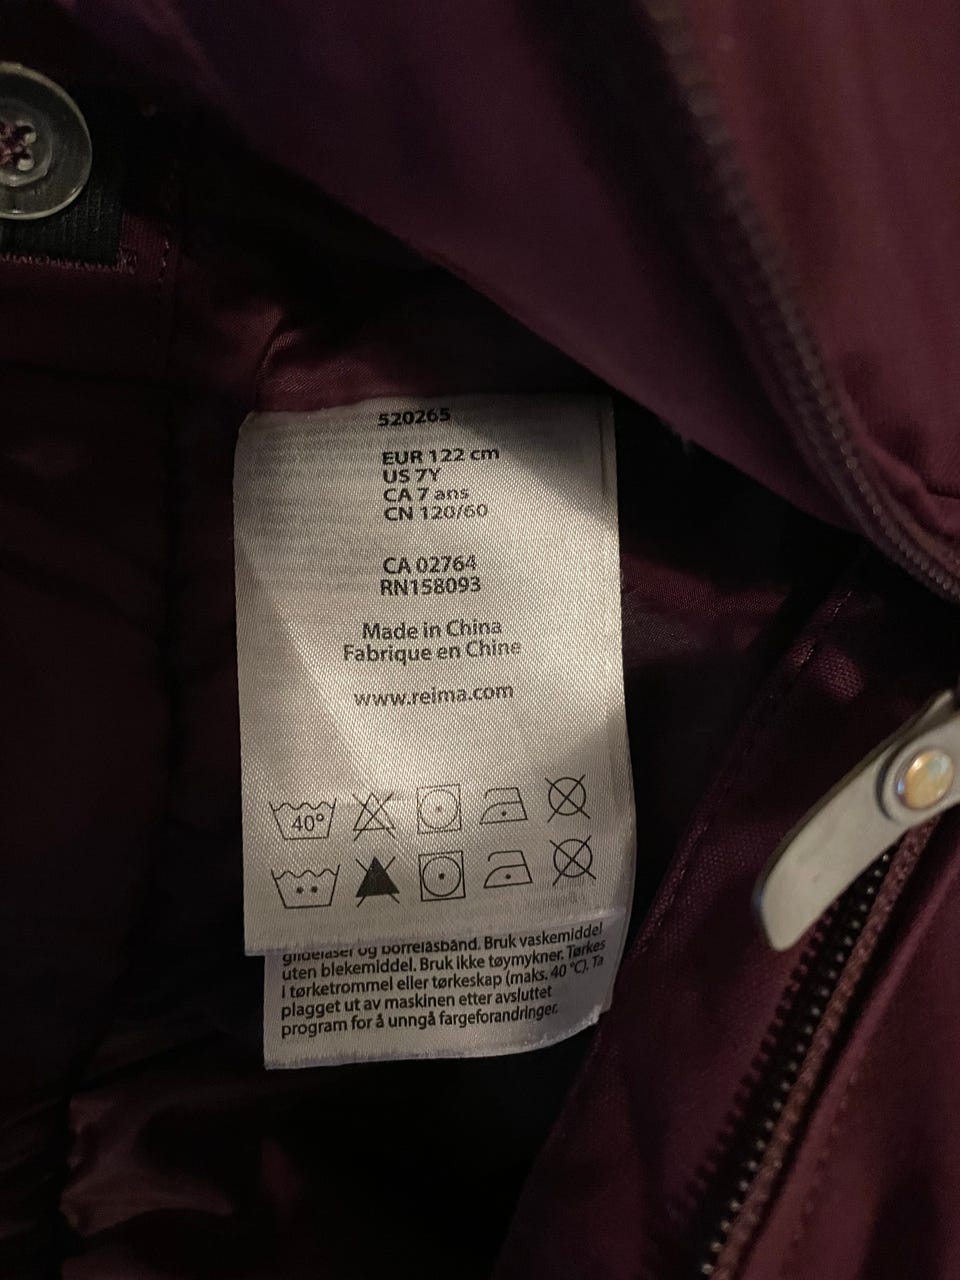 520265
EUR 122 cm
US 7Y
CA 7 ans
CN 120/60
CA 02764
RN158093
Made in China
Fabrique en Chine
www.reima.com
40°
glidelåser og borrelåsbånd. Bruk vaskemiddel
uten blekemiddel. Bruk ikke tøymykner. Tørkes
i tørketrommel eller tørkeskap (maks. 40 °C). Ta
plagget ut av maskinen etter avsluttet
program for å unngå fargeforandringer.